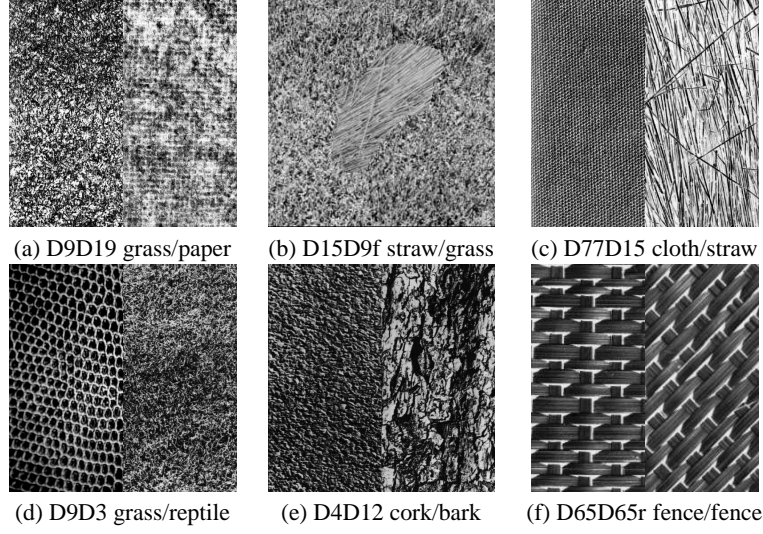 (a) D9D19 grass/paper
(b) D15D9f straw/grass
(c) D77D15 cloth/straw
(d) D9D3 grass/reptile
(e) D4D12 cork/bark
(f) D65D65r fence/fence